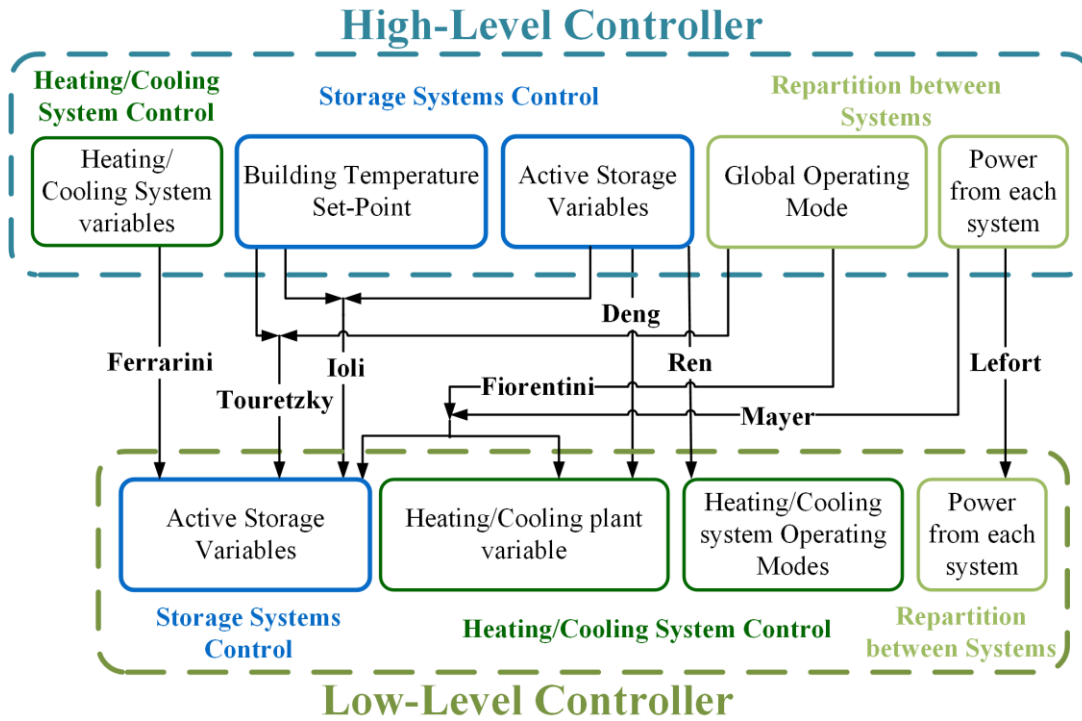 High-Level Controller
Heating/Cooling
System Control
Storage Systems Control
Repartition between
Systems
Heating/
Cooling System
variables
Building Temperature
Set-Point
Active Storage
Variables
Global Operating
Mode
Power
from each
system
Ferrarini
Touretzky
Ioli
Fiorentini
Deng
Ren
Mayer
Lefort
Active Storage
Variables
Heating/Cooling plant
variable
Heating/Cooling
system Operating
Modes
Power
from each
system
Storage Systems
Control
Heating/Cooling System Control
Repartition
between Systems
Low-Level Controller